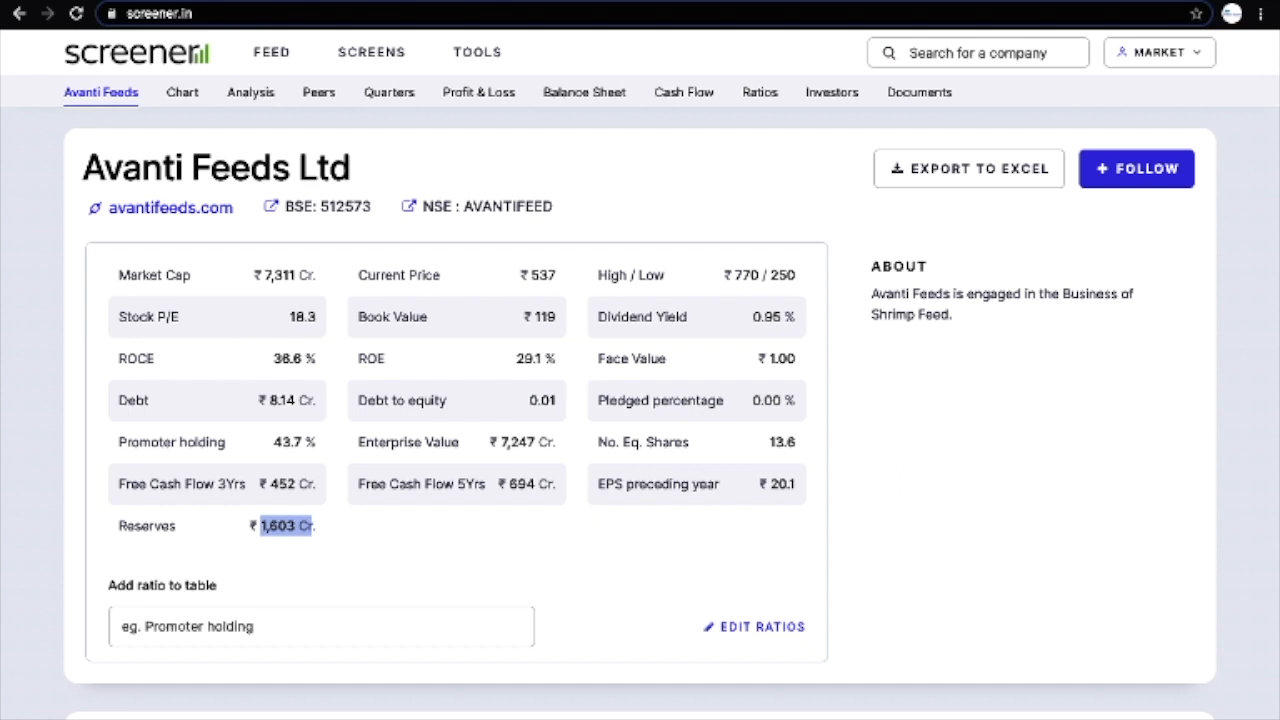 screener.in
screener
FEED SCREENS TOOLS
Search for a company
MARKET
Avanti Feeds Chart Analysis Peers Quarters Profit & Loss Balance Sheet Cash Flow Ratios Investors Documents
Avanti Feeds Ltd
EXPORT TO EXCEL
+ FOLLOW
avantifeeds.com BSE: 512573 NSE : AVANTIFEED
Market Cap ₹ 7,311 Cr. Current Price ₹ 537 High / Low ₹ 770 / 250
Stock P/E 18.3 Book Value ₹ 119 Dividend Yield 0.95 %
ROCE 36.6 % ROE 29.1 % Face Value ₹ 1.00
Debt ₹ 8.14 Cr. Debt to equity 0.01 Pledged percentage 0.00 %
Promoter holding 43.7 % Enterprise Value ₹ 7,247 Cr. No. Eq. Shares 13.6
Free Cash Flow 3Yrs ₹ 452 Cr. Free Cash Flow 5Yrs ₹ 694 Cr. EPS preceding year ₹ 20.1
Reserves ₹ 1,603 Cr.
Add ratio to table
eg. Promoter holding
EDIT RATIOS
ABOUT
Avanti Feeds is engaged in the Business of
Shrimp Feed.